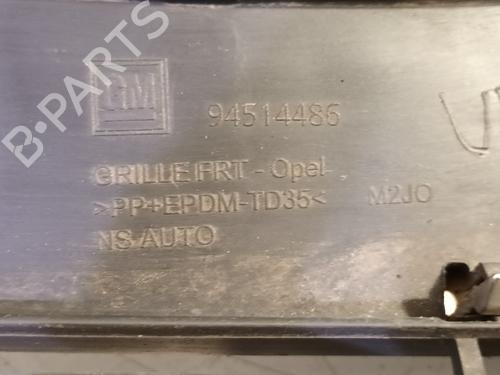 GM 94514486
GRILLE FRT - Opel
>PP+EPDM-TD35< M2JO
NS AUTO
B-PARTS